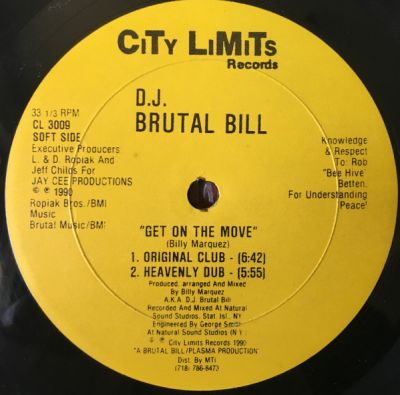 CiTy LiMiTs
Records
D.J.
BRUTAL BILL
33 1/3 RPM
CL 3009
SOFT SIDE
Executive Producers
L. & D. Ropiak And
Jeff Childs For
JAY CEE PRODUCTIONS
© ℗ 1990
Ropiak Bros./BMI
Music
Brutal Music/BMI
Knowledge
& Respect
To: Rob
"Bee Hive"
Betten.
For Understanding
Peace'
"GET ON THE MOVE"
(Billy Marquez)
1. ORIGINAL CLUB - (6:42)
2. HEAVENLY DUB - (5:55)
Produced, arranged And Mixed
By Billy Marquez
A.K.A. D.J. Brutal Bill
Recorded And Mixed At Natural
Sound Studios. Stat. Isl., NY
Engineered By George
At Natural Sound Studios (N.Y.
© ℗ City Limits Records 1990
"A BRUTAL BILL/PLASMA PRODUCTION"
Dist. By MTI
(718) 786-8473